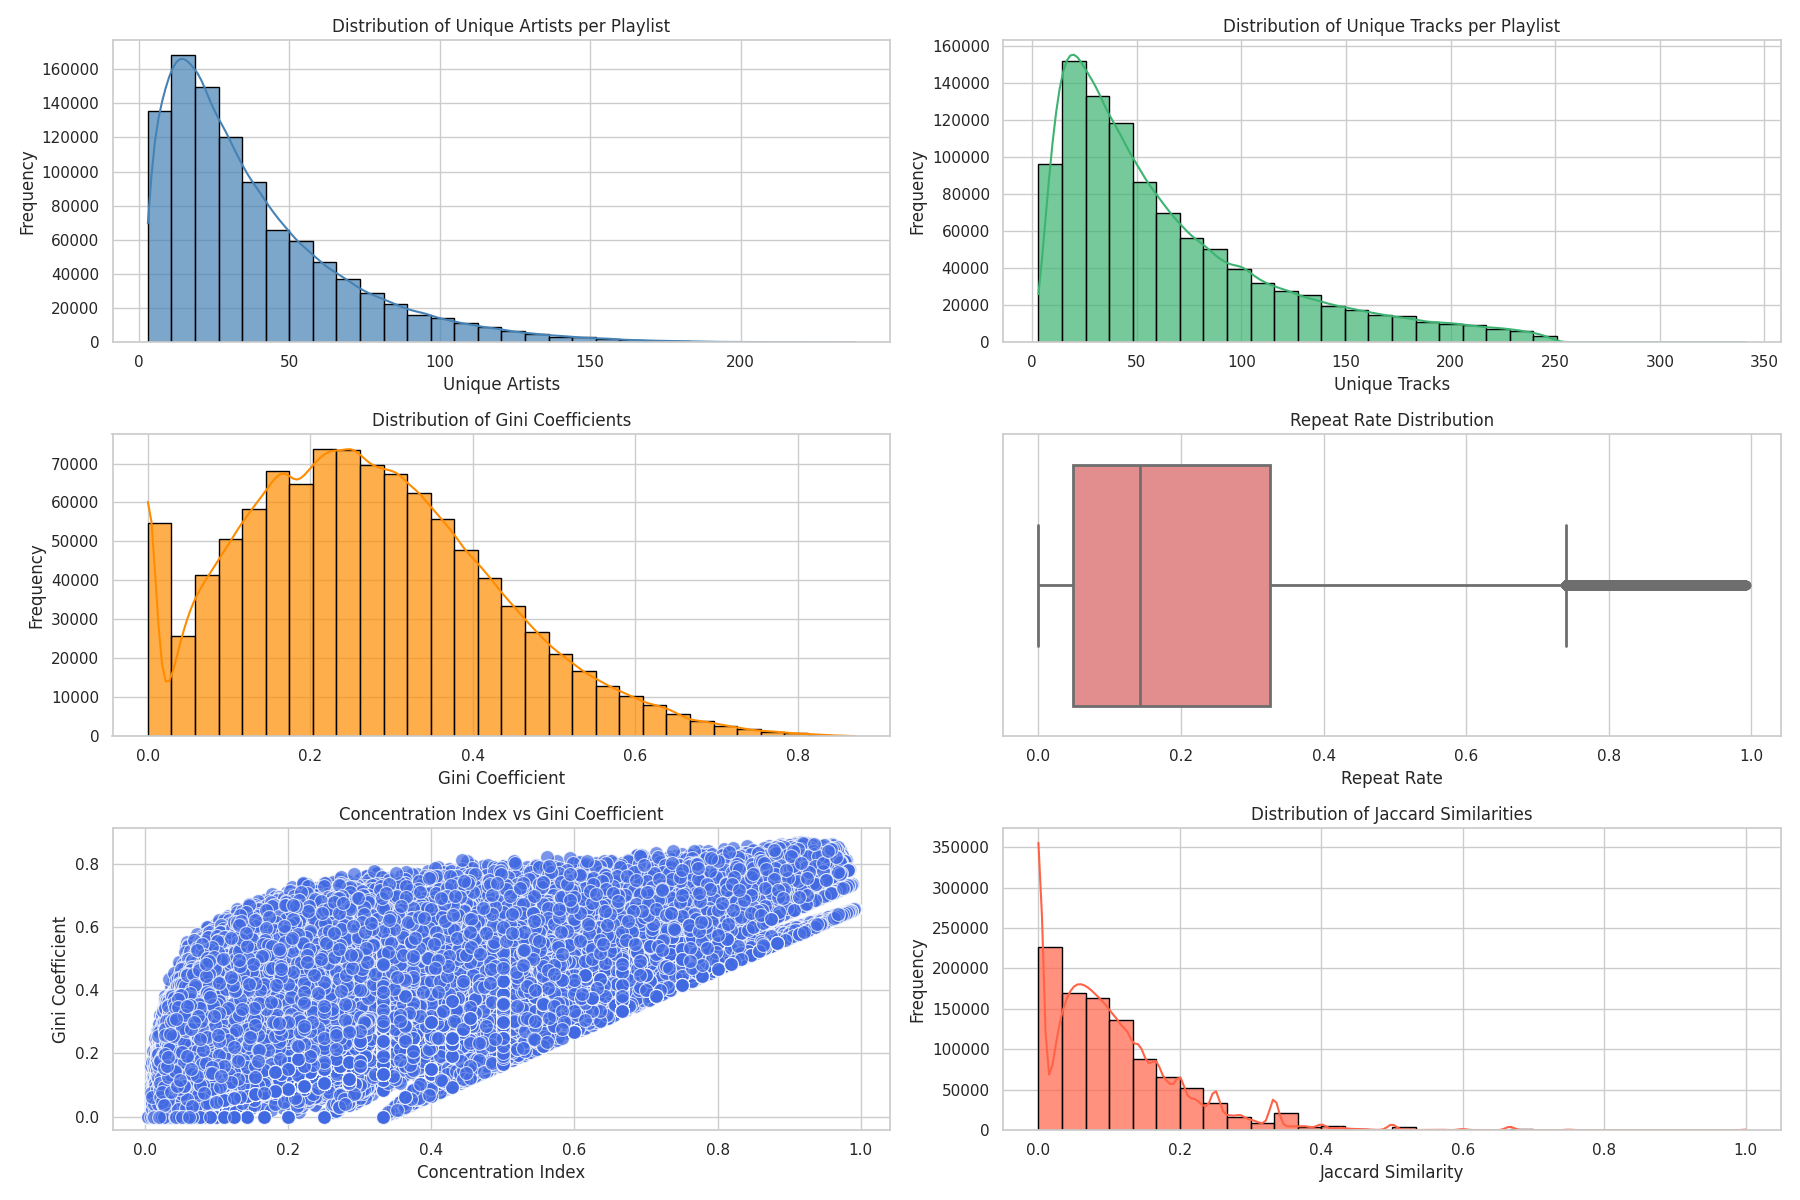 Distribution of Unique Artists per Playlist
160000
140000
120000
100000
80000
60000
40000
20000
0
Frequency
0 50 100 150 200
Unique Artists
Distribution of Unique Tracks per Playlist
160000
140000
120000
100000
80000
60000
40000
20000
0
Frequency
0 50 100 150 200 250 300 350
Unique Tracks
Distribution of Gini Coefficients
70000
60000
50000
40000
30000
20000
10000
0
Frequency
0.0 0.2 0.4 0.6 0.8
Gini Coefficient
Repeat Rate Distribution
0.0 0.2 0.4 0.6 0.8 1.0
Repeat Rate
Concentration Index vs Gini Coefficient
0.8
0.6
0.4
0.2
0.0
Gini Coefficient
0.0 0.2 0.4 0.6 0.8 1.0
Concentration Index
Distribution of Jaccard Similarities
350000
300000
250000
200000
150000
100000
50000
0
Frequency
0.0 0.2 0.4 0.6 0.8 1.0
Jaccard Similarity